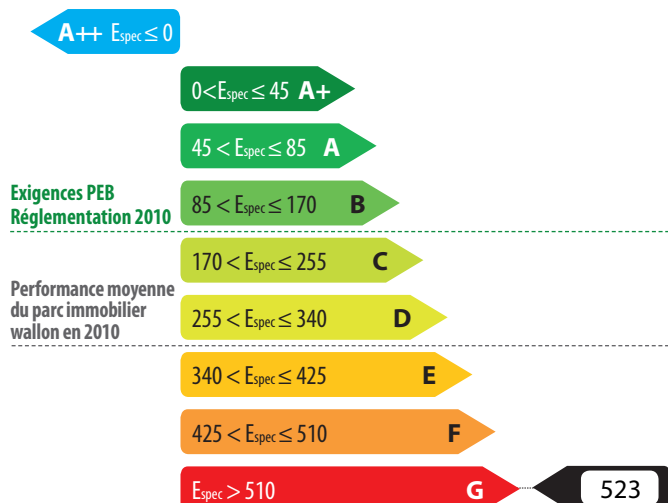 A++ Espec ≤ 0
0<Espec ≤ 45 A+
45 < Espec ≤ 85 A
Exigences PEB
Réglementation 2010
85 < Espec ≤ 170 B
170 < Espec ≤ 255 C
Performance moyenne
du parc immobilier
wallon en 2010
255 < Espec ≤ 340 D
340 < Espec ≤ 425 E
425 < Espec ≤ 510 F
Espec > 510 G 523